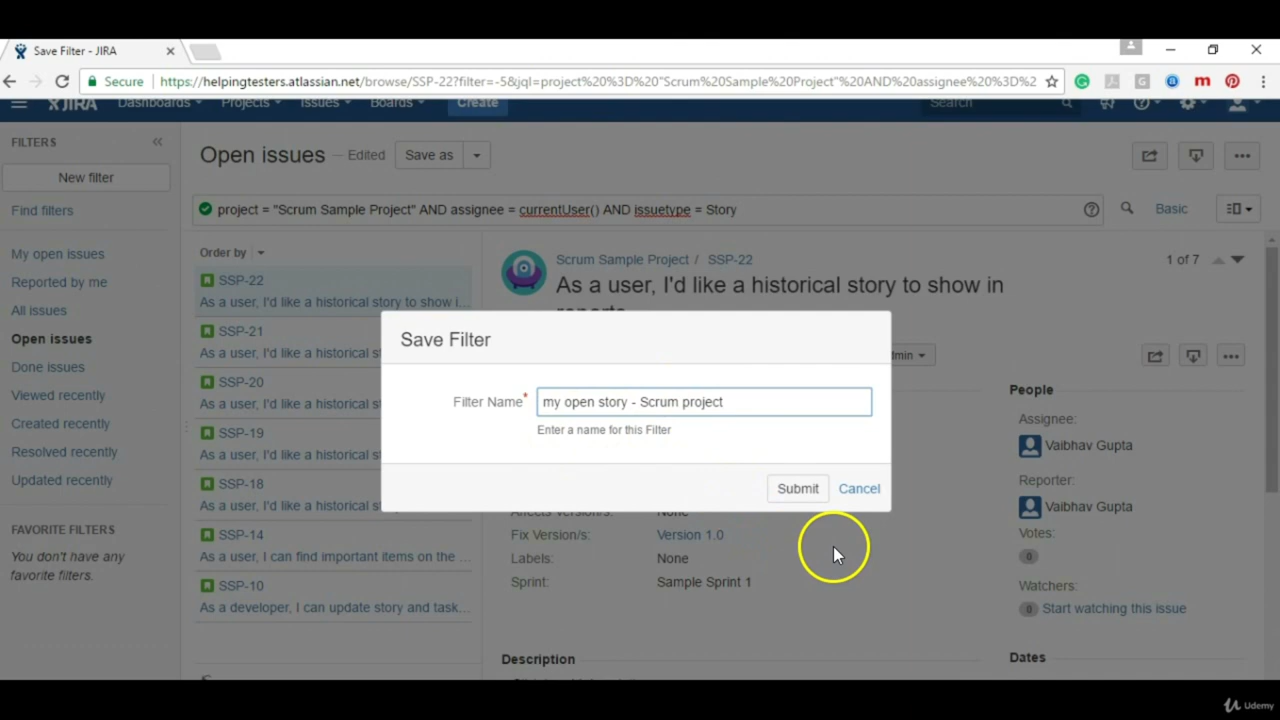 Save Filter - JIRA
Secure
https://helpingtesters.atlassian.net/browse/SSP-22?filter=-5&jql=project%20%3D%20"Scrum%20Sample%20Project"%20AND%20assignee%20%3D%2
JIRA Dashboards Projects Issues Boards Create Search
FILTERS
New filter
Find filters
My open issues
Reported by me
All issues
Open issues
Done issues
Viewed recently
Created recently
Resolved recently
Updated recently
FAVORITE FILTERS
You don't have any
favorite filters.
Open issues — Edited Save as
project = "Scrum Sample Project" AND assignee = currentUser() AND issuetype = Story
Basic
Order by
SSP-22
As a user, I'd like a historical story to show i...
SSP-21
As a user, I'd like a historical s
SSP-20
As a user, I'd like a historical s
SSP-19
As a user, I'd like a historical s
SSP-18
As a user, I'd like a historical s
SSP-14
As a user, I can find important items on the ...
SSP-10
As a developer, I can update story and task...
Scrum Sample Project / SSP-22
1 of 7
As a user, I'd like a historical story to show in
reports
dmin
Save Filter
Filter Name*
my open story - Scrum project
Enter a name for this Filter
Submit Cancel
Affects Version/s: None
Fix Version/s: Version 1.0
Labels: None
Sprint: Sample Sprint 1
Description
People
Assignee:
Vaibhav Gupta
Reporter:
Vaibhav Gupta
Votes:
0
Watchers:
0 Start watching this issue
Dates
Udemy